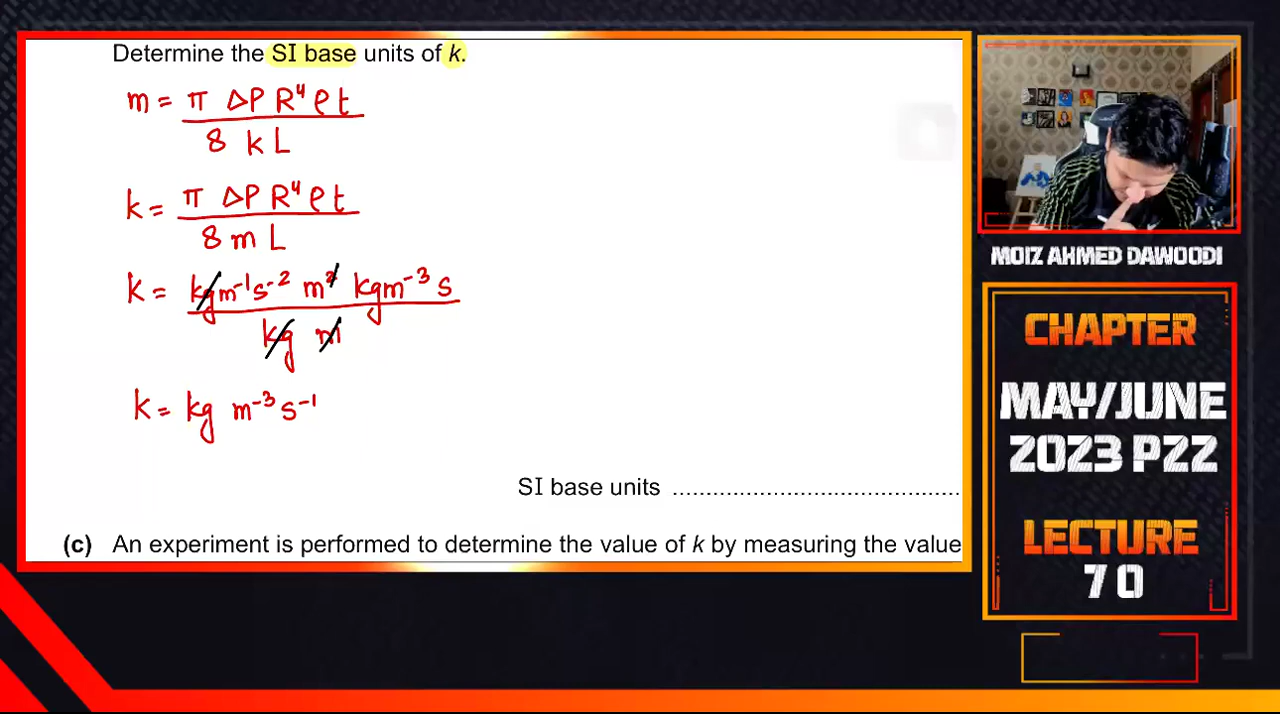 Determine the SI base units of k.
m = π ΔP R⁴ ρ t
8 k L
k = π ΔP R⁴ ρ t
8 m L
k = kg m⁻¹ s⁻² m² kg m⁻³ s
kg m
k = kg m⁻³ s⁻¹
SI base units ..........................................
(c) An experiment is performed to determine the value of k by measuring the value
MOIZ AHMED DAWOODI
CHAPTER
MAY/JUNE
2023 P22
LECTURE
70